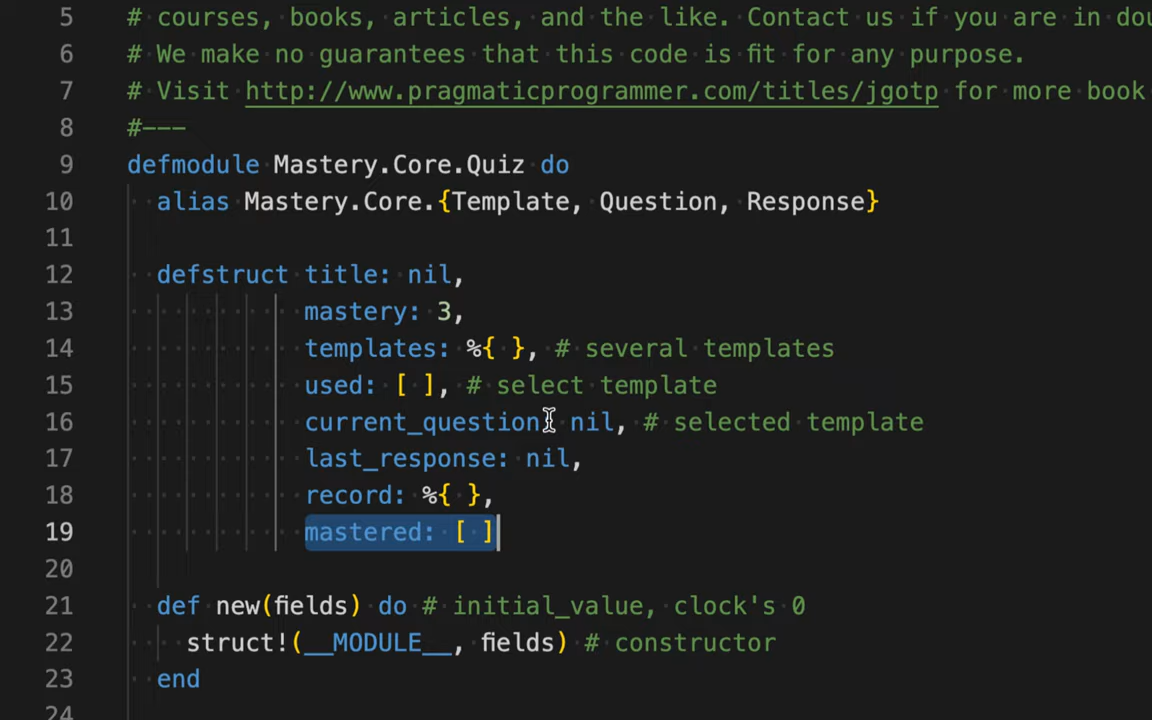 5 # courses, books, articles, and the like. Contact us if you are in
6 # We make no guarantees that this code is fit for any purpose.
7 # Visit http://www.pragmaticprogrammer.com/titles/jgotp for more book
8 #---
9 defmodule Mastery.Core.Quiz do
10 alias Mastery.Core.{Template, Question, Response}
11
12 defstruct title: nil,
13 mastery: 3,
14 templates: %{ }, # several templates
15 used: [ ], # select template
16 current_question: nil, # selected template
17 last_response: nil,
18 record: %{ },
19 mastered: [ ]
20
21 def new(fields) do # initial_value, clock's 0
22 struct!(__MODULE__, fields) # constructor
23 end
24